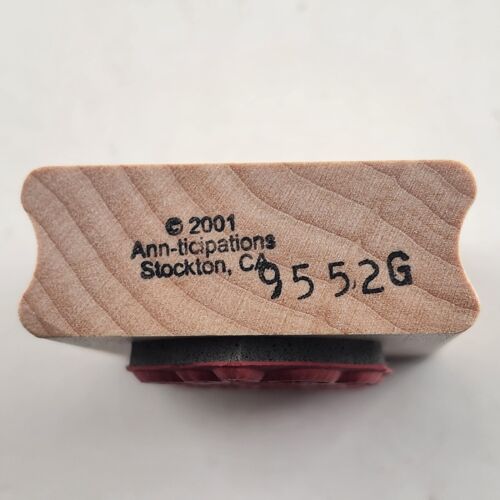 © 2001
Ann-ticipations
Stockton, CA
9552G